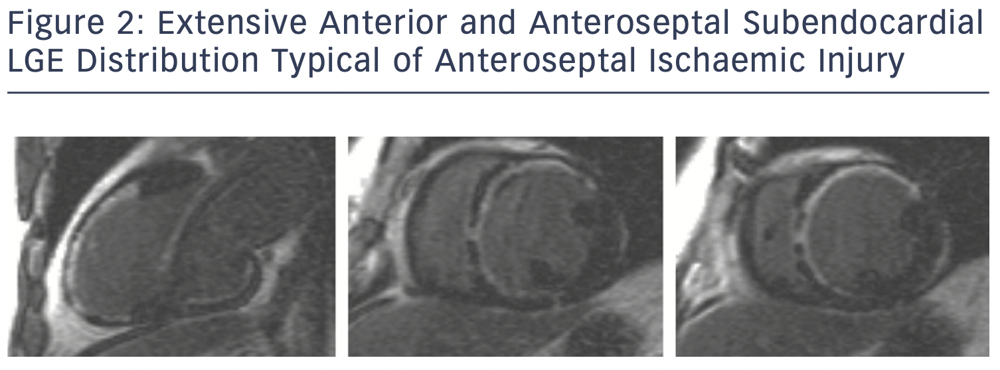 Figure 2: Extensive Anterior and Anteroseptal Subendocardial
LGE Distribution Typical of Anteroseptal Ischaemic Injury